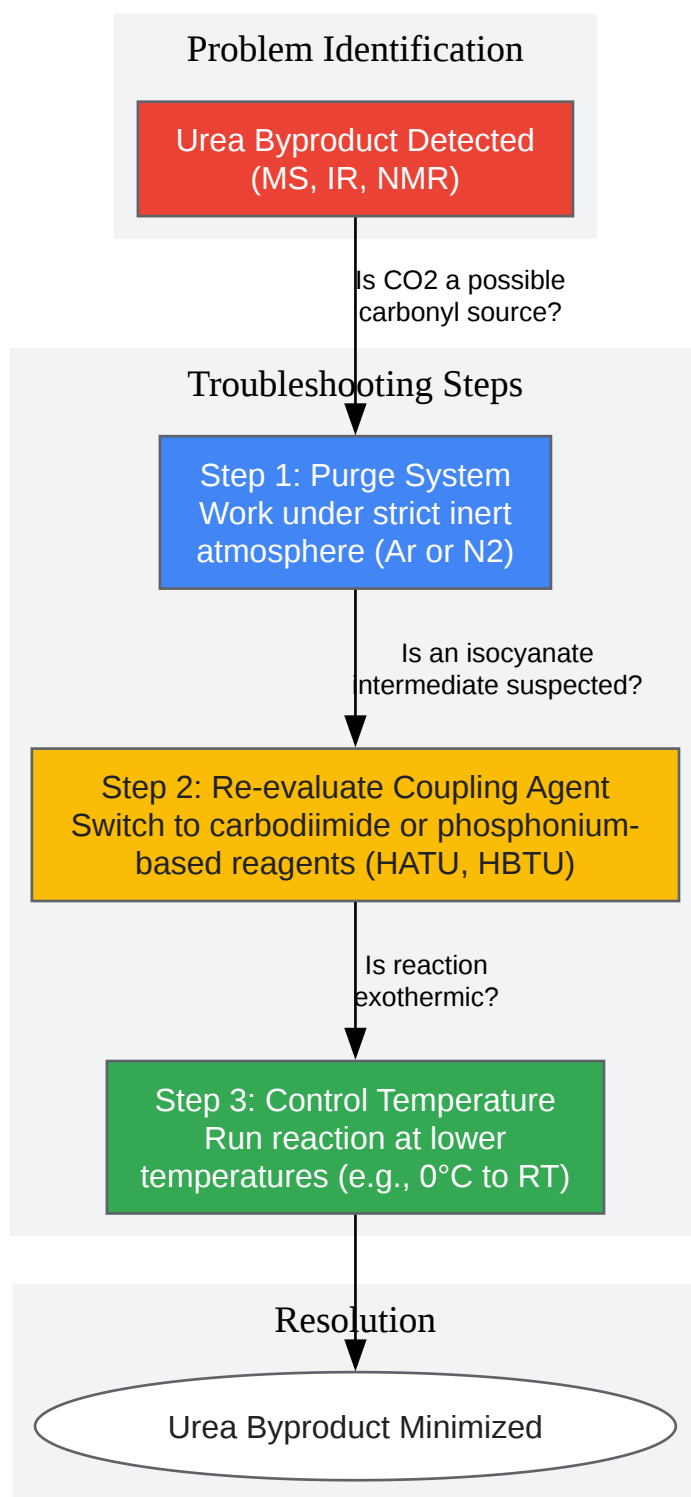 Problem Identification
Urea Byproduct Detected
(MS, IR, NMR)
Is CO2 a possible
carbonyl source?
Troubleshooting Steps
Step 1: Purge System
Work under strict inert
atmosphere (Ar or N2)
Is an isocyanate
intermediate suspected?
Step 2: Re-evaluate Coupling Agent
Switch to carbodiimide or phosphonium-
based reagents (HATU, HBTU)
Is reaction
exothermic?
Step 3: Control Temperature
Run reaction at lower
temperatures (e.g., 0°C to RT)
Resolution
Urea Byproduct Minimized